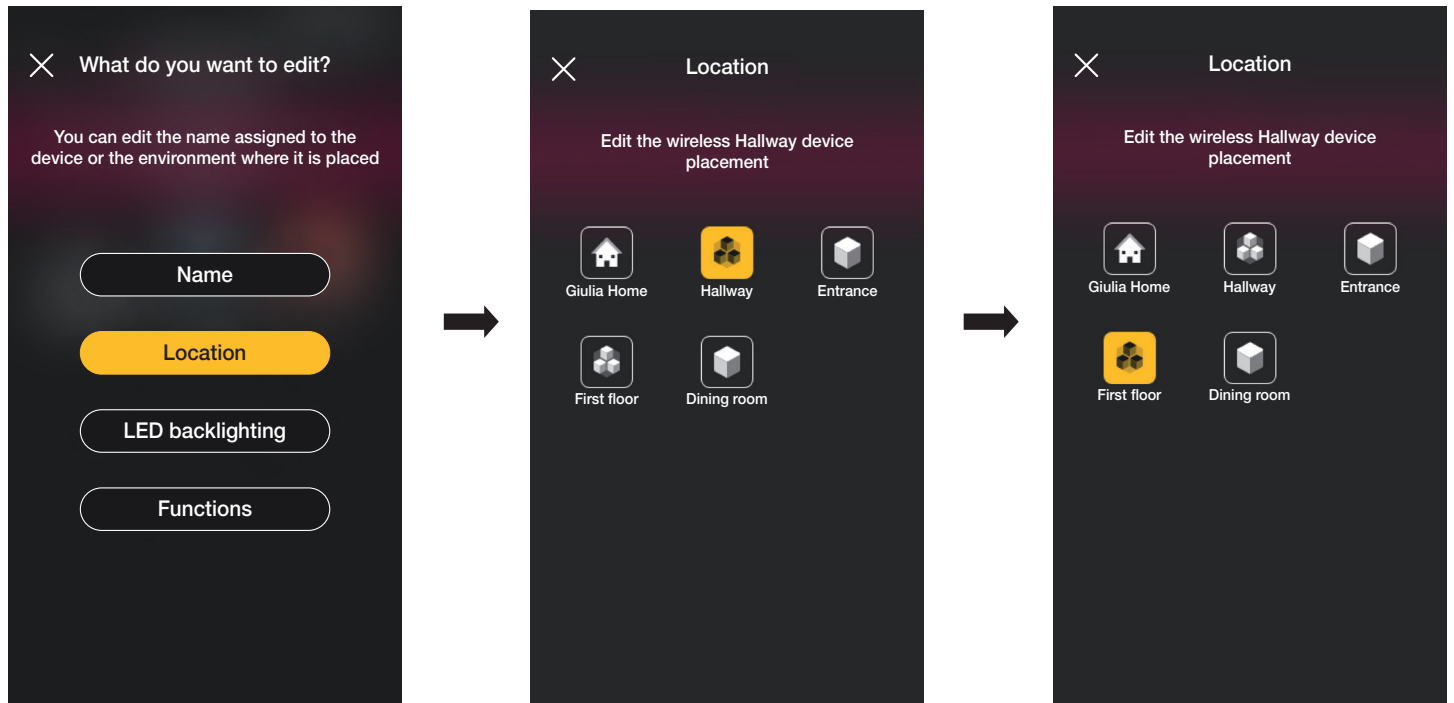 What do you want to edit?
You can edit the name assigned to the
device or the environment where it is placed
Name
Location
LED backlighting
Functions
Location
Edit the wireless Hallway device
placement
Giulia Home
Hallway
Entrance
First floor
Dining room
Location
Edit the wireless Hallway device
placement
Giulia Home
Hallway
Entrance
First floor
Dining room